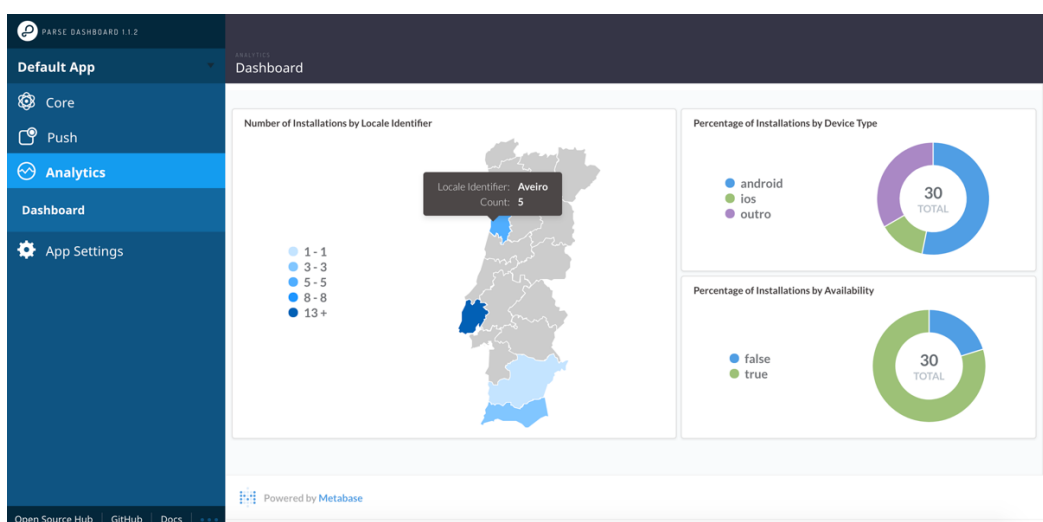 PARSE DASHBOARD 1.1.2
Default App
Core
Push
Analytics
Dashboard
App Settings
Open Source Hub
GitHub
Docs
ANALYTICS
Dashboard
Number of Installations by Locale Identifier
Locale Identifier: Aveiro
Count: 5
1 - 1
3 - 3
5 - 5
8 - 8
13 +
Percentage of Installations by Device Type
android
ios
outro
30
TOTAL
Percentage of Installations by Availability
false
true
30
TOTAL
Powered by Metabase